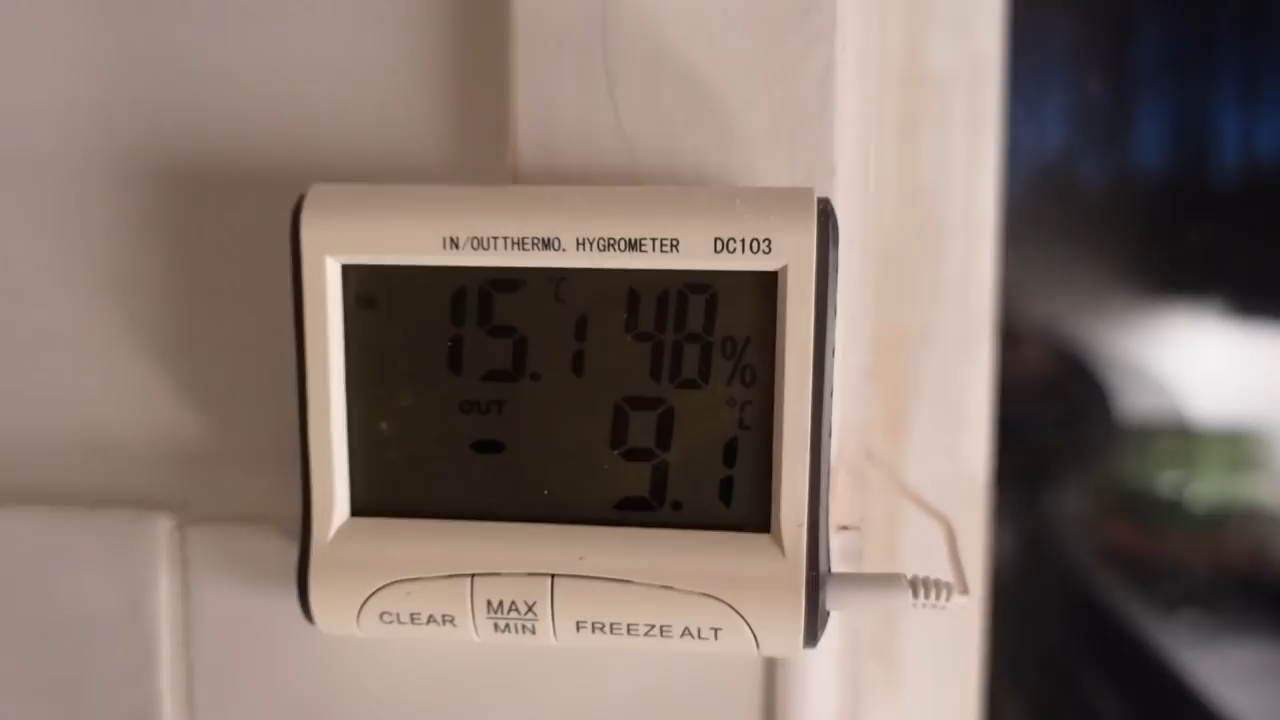 IN/OUTTHERMO. HYGROMETER DC103
15.1 °C 48 %
OUT
- 9.1 °C
CLEAR
MAX
MIN
FREEZE ALT